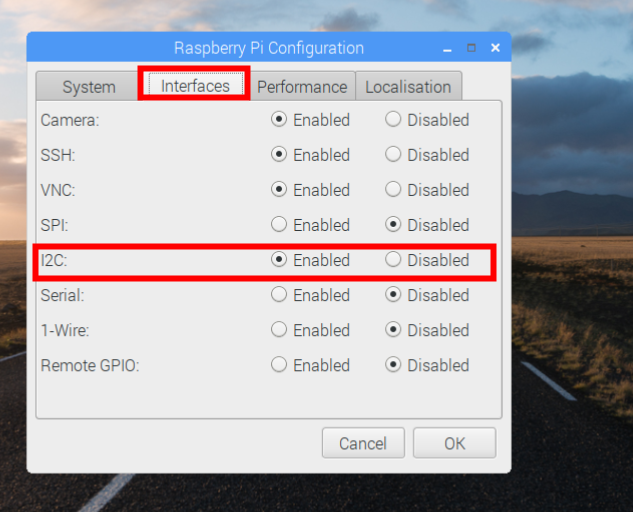 Raspberry Pi Configuration
System Interfaces Performance Localisation
Camera: Enabled Disabled
SSH: Enabled Disabled
VNC: Enabled Disabled
SPI: Enabled Disabled
I2C: Enabled Disabled
Serial: Enabled Disabled
1-Wire: Enabled Disabled
Remote GPIO: Enabled Disabled
Cancel OK